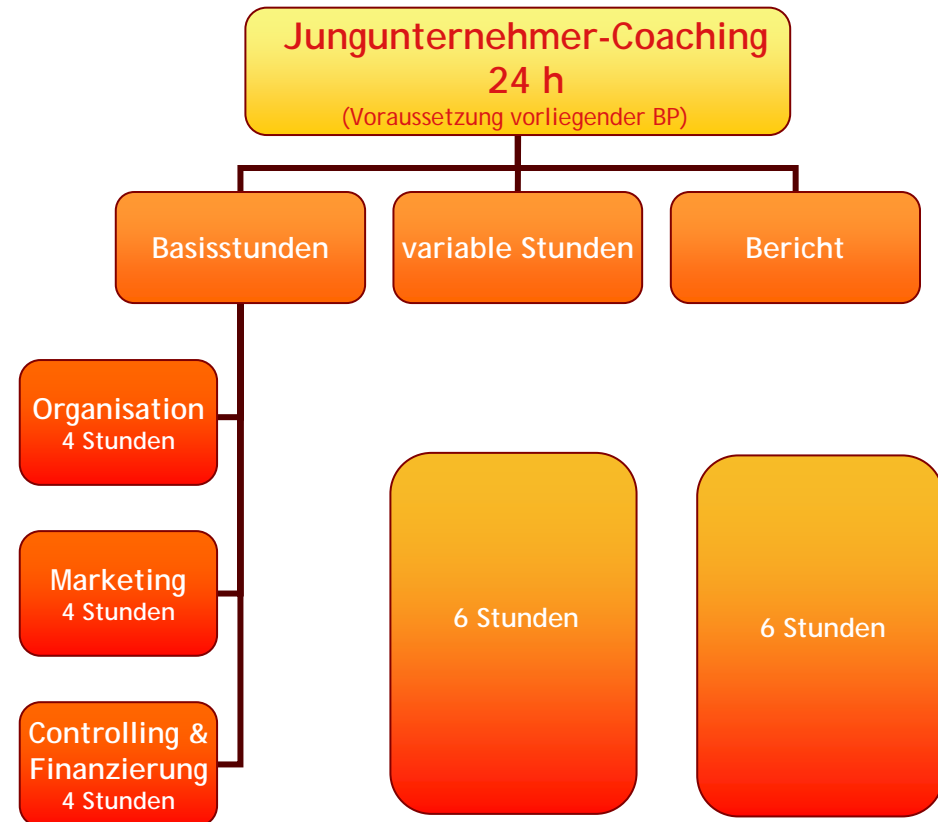 Jungunternehmer-Coaching
24 h
(Voraussetzung vorliegender BP)
Basisstunden
variable Stunden
Bericht
Organisation
4 Stunden
Marketing
4 Stunden
Controlling &
Finanzierung
4 Stunden
6 Stunden
6 Stunden